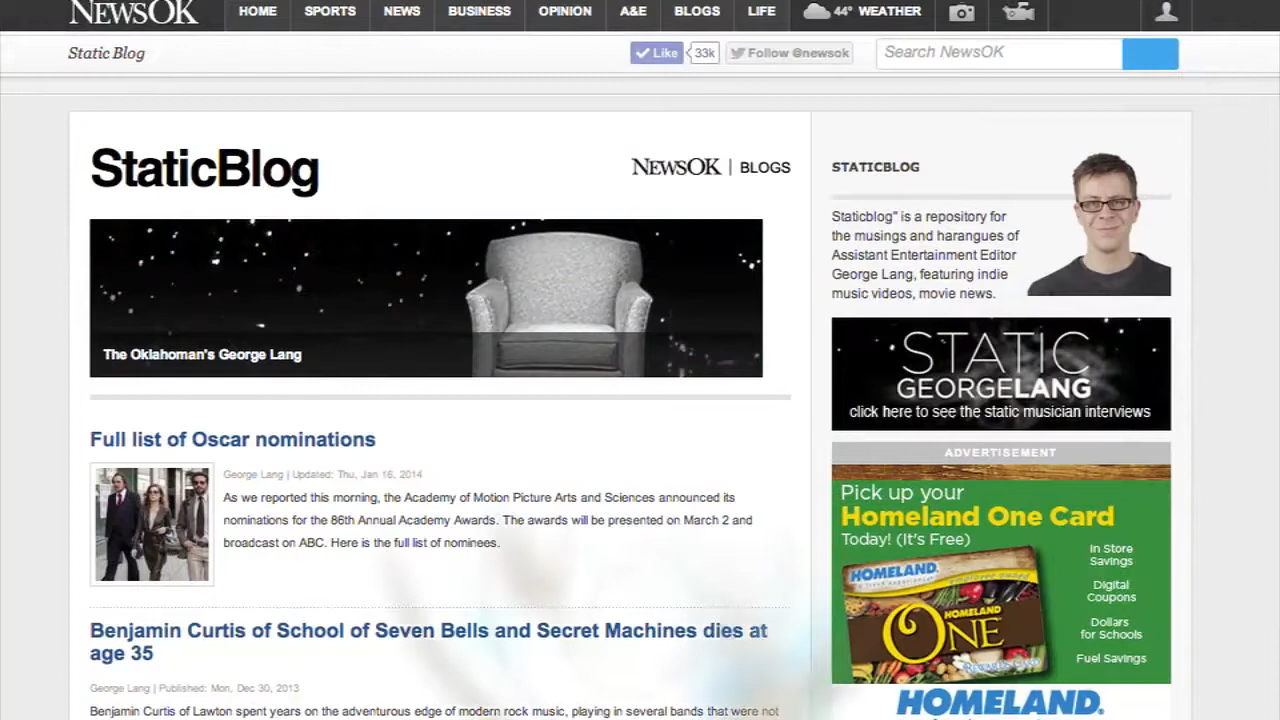 NEWSOK
HOME SPORTS NEWS BUSINESS OPINION A&E BLOGS LIFE 44° WEATHER
Static Blog
Like 33k Follow @newsok
Search NewsOK
StaticBlog
NEWSOK | BLOGS
The Oklahoman's George Lang
Full list of Oscar nominations
George Lang | Updated: Thu, Jan 16, 2014
As we reported this morning, the Academy of Motion Picture Arts and Sciences announced its
nominations for the 86th Annual Academy Awards. The awards will be presented on March 2 and
broadcast on ABC. Here is the full list of nominees.
Benjamin Curtis of School of Seven Bells and Secret Machines dies at
age 35
George Lang | Published: Mon, Dec 30, 2013
Benjamin Curtis of Lawton spent years on the adventurous edge of modern rock music, playing in several bands that were not
STATICBLOG
Staticblog" is a repository for
the musings and harangues of
Assistant Entertainment Editor
George Lang, featuring indie
music videos, movie news.
STATIC
GEORGELANG
click here to see the static musician interviews
ADVERTISEMENT
Pick up your
Homeland One Card
Today! (It's Free)
In Store
Savings
Digital
Coupons
Dollars
for Schools
Fuel Savings
HOMELAND
HOMELAND
ONE
HOMELAND.